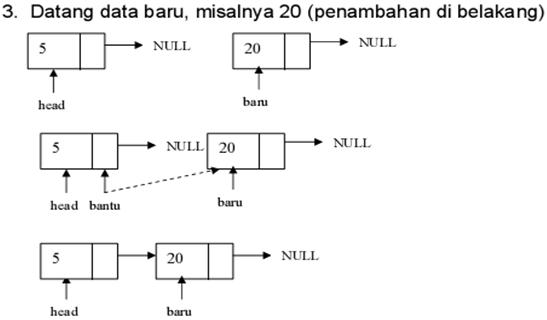 3. Datang data baru, misalnya 20 (penambahan di belakang)
5 NULL 20 NULL
head baru
5 NULL 20 NULL
head bantu baru
5 20 NULL
head baru